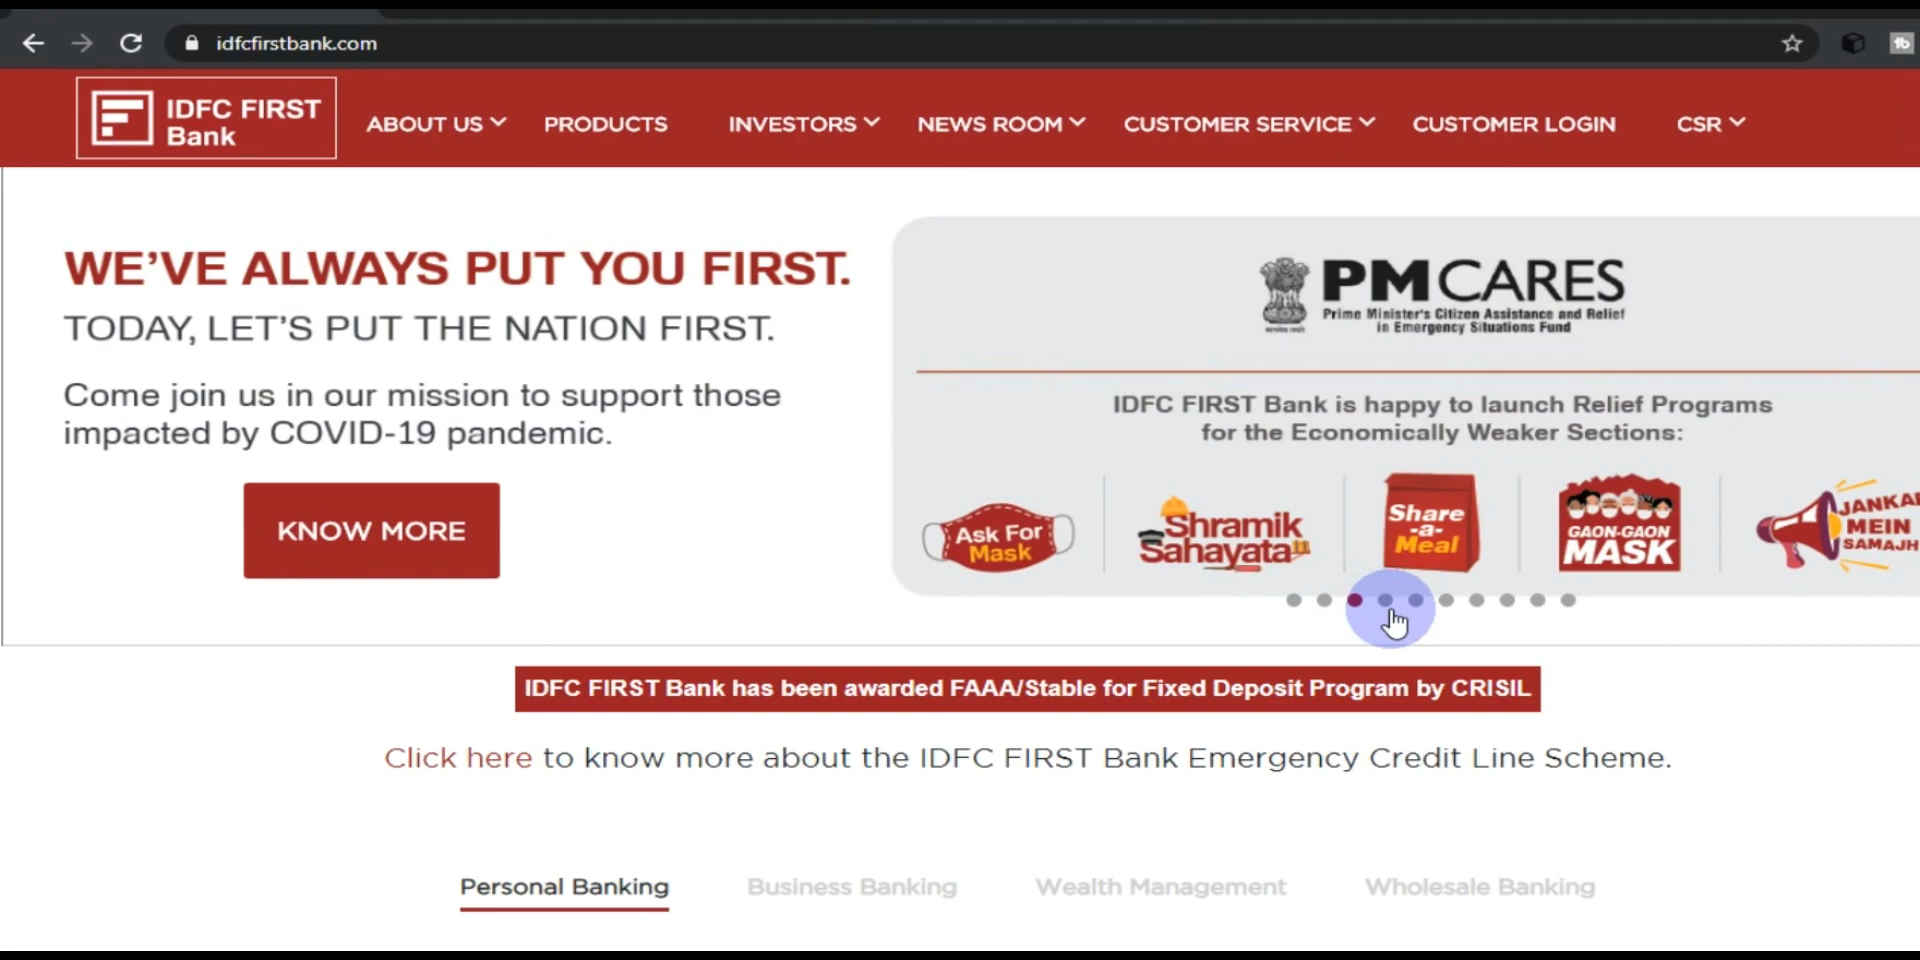 idfcfirstbank.com
IDFC FIRST
Bank
ABOUT US
PRODUCTS
INVESTORS
NEWS ROOM
CUSTOMER SERVICE
CUSTOMER LOGIN
CSR
WE'VE ALWAYS PUT YOU FIRST.
TODAY, LET'S PUT THE NATION FIRST.
Come join us in our mission to support those
impacted by COVID-19 pandemic.
KNOW MORE
PM CARES
Prime Minister's Citizen Assistance and Relief
in Emergency Situations Fund
IDFC FIRST Bank is happy to launch Relief Programs
for the Economically Weaker Sections:
Ask For
Mask
Shramik
Sahayata
Share
-a-
Meal
GAON-GAON
MASK
MEIN
SAMAJH
IDFC FIRST Bank has been awarded FAAA/Stable for Fixed Deposit Program by CRISIL
Click here to know more about the IDFC FIRST Bank Emergency Credit Line Scheme.
Personal Banking
Business Banking
Wealth Management
Wholesale Banking